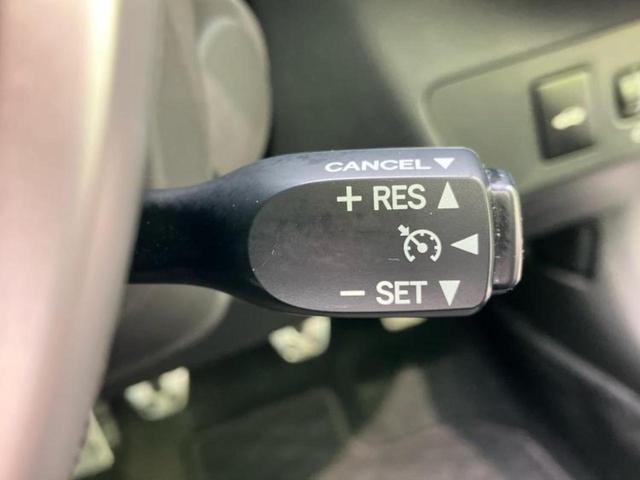 CANCEL ▼
+ RES ▲
◀
− SET ▼